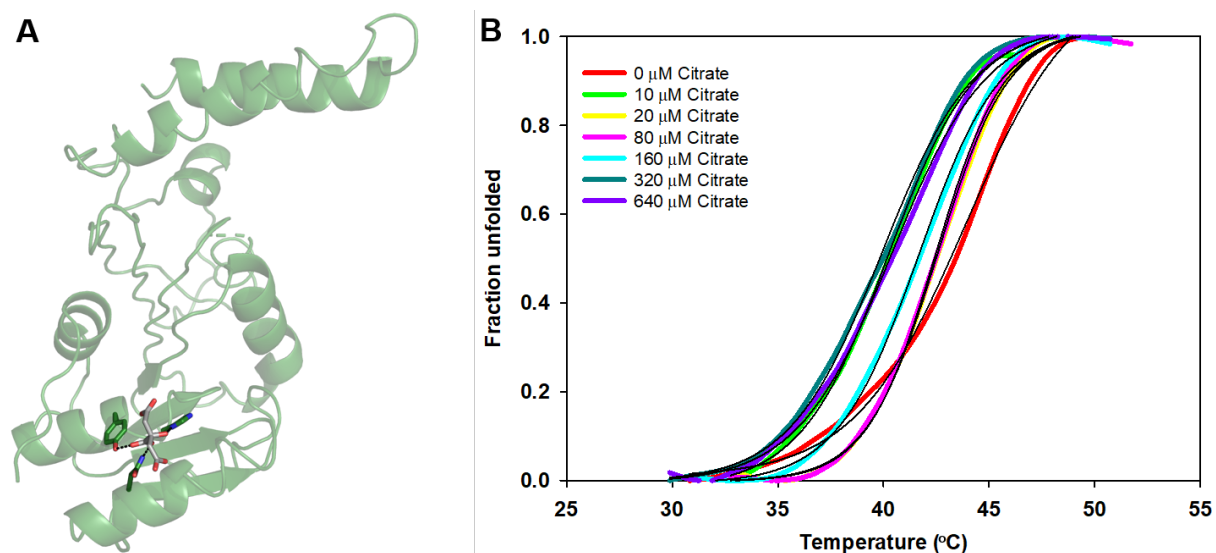 A
B
0 μM Citrate
10 μM Citrate
20 μM Citrate
80 μM Citrate
160 μM Citrate
320 μM Citrate
640 μM Citrate
Fraction unfolded
1.0
0.8
0.6
0.4
0.2
0.0
25 30 35 40 45 50 55
Temperature (ºC)